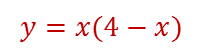 y = x(4 − x)